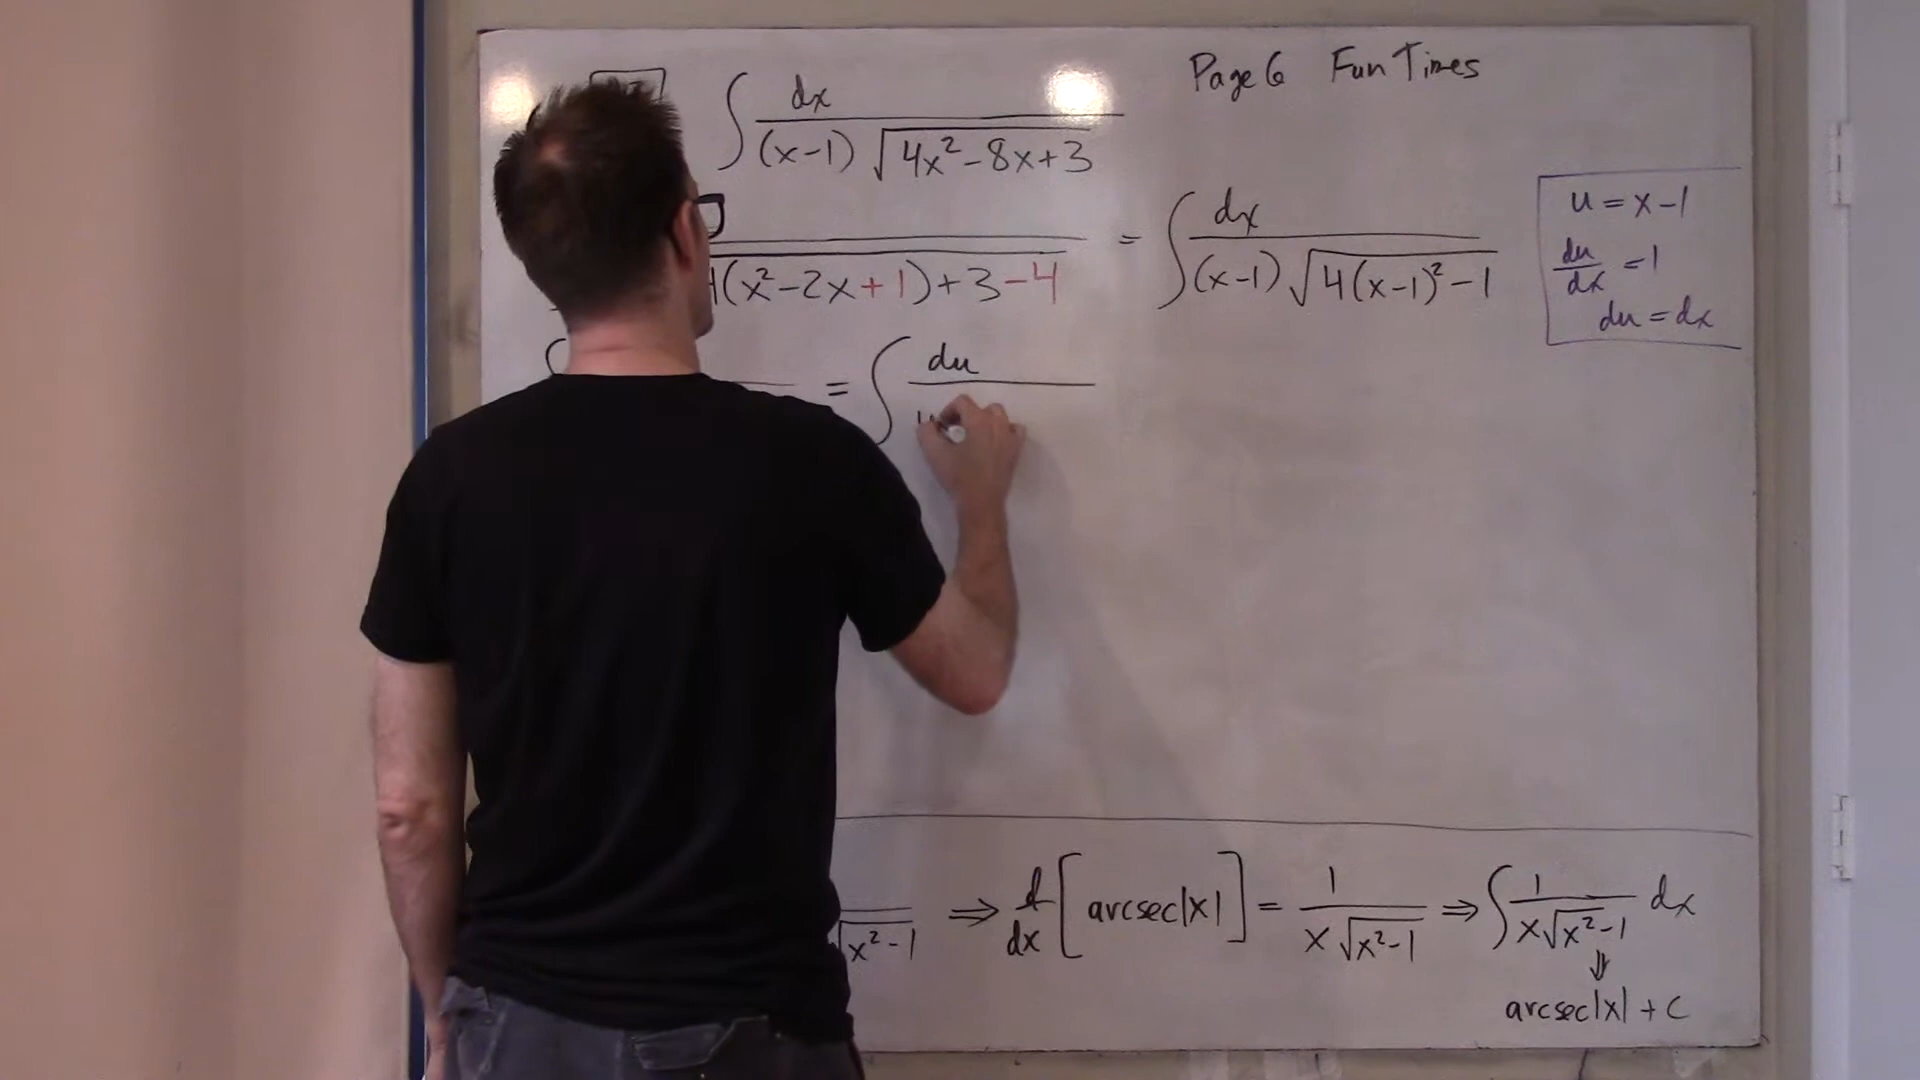 Page 6 Fun Times
∫ dx / (x-1) √(4x²-8x+3)
(x²-2x+1)+3-4 = ∫ dx / (x-1) √(4(x-1)²-1)
u = x-1
du/dx = 1
du = dx
= ∫ du / u
√(x²-1) ⇒ d/dx [arcsec|x|] = 1 / x√(x²-1) ⇒ ∫ 1 / x√(x²-1) dx
⇓
arcsec|x| + C